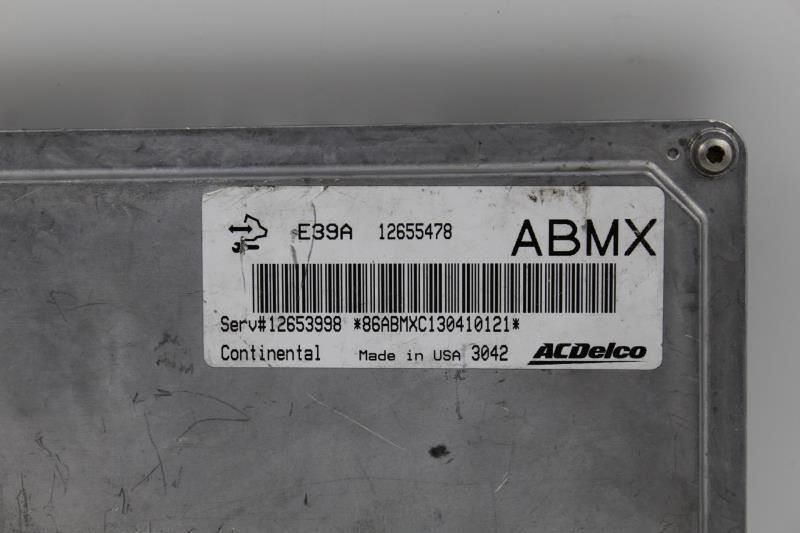 E39A 12655478 ABMX
Serv#12653998 *86ABMXC130410121*
Continental Made in USA 3042 ACDelco